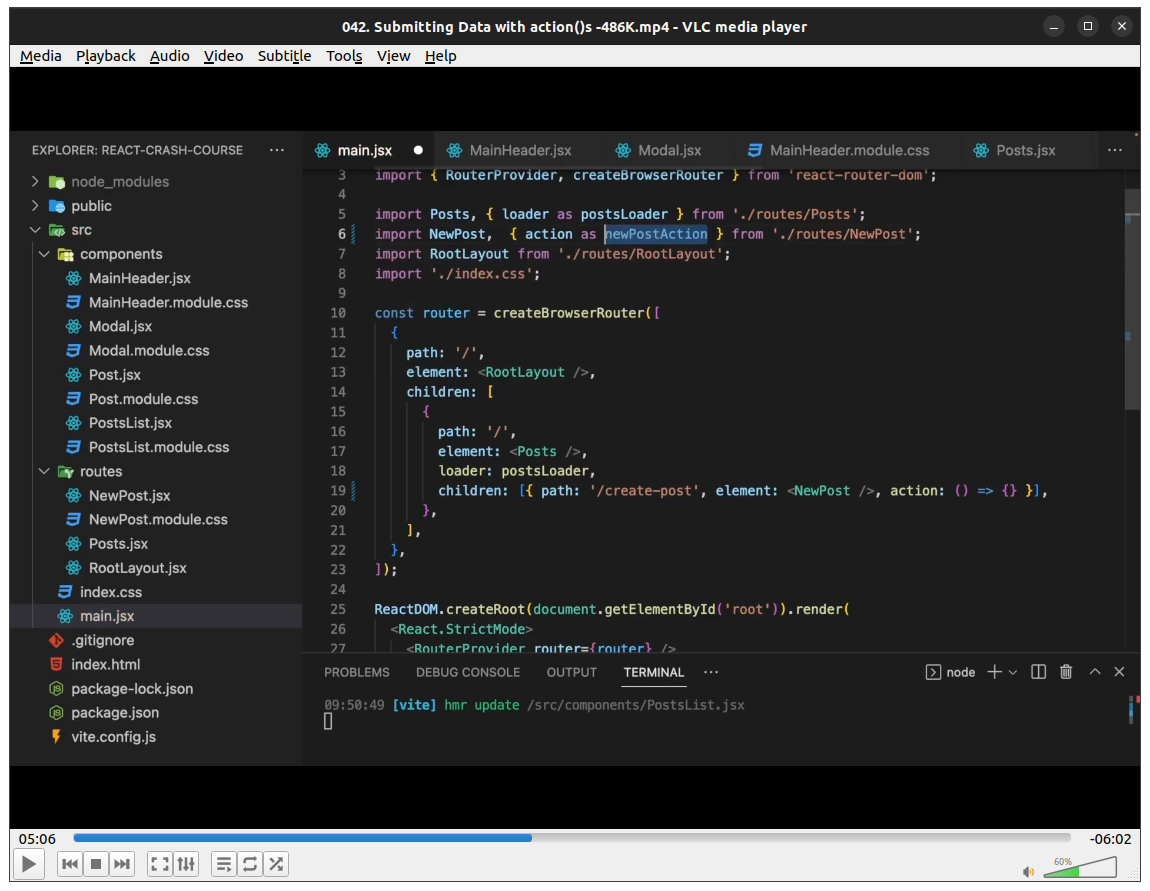 042. Submitting Data with action()s -486K.mp4 - VLC media player
Media Playback Audio Video Subtitle Tools View Help
EXPLORER: REACT-CRASH-COURSE ···
node_modules
public
src
components
MainHeader.jsx
MainHeader.module.css
Modal.jsx
Modal.module.css
Post.jsx
Post.module.css
PostsList.jsx
PostsList.module.css
routes
NewPost.jsx
NewPost.module.css
Posts.jsx
RootLayout.jsx
index.css
main.jsx
.gitignore
index.html
package-lock.json
package.json
vite.config.js
main.jsx MainHeader.jsx Modal.jsx MainHeader.module.css Posts.jsx ···
3 import { RouterProvider, createBrowserRouter } from 'react-router-dom';
4
5 import Posts, { loader as postsLoader } from './routes/Posts';
6 import NewPost, { action as newPostAction } from './routes/NewPost';
7 import RootLayout from './routes/RootLayout';
8 import './index.css';
9
10 const router = createBrowserRouter([
11 {
12 path: '/',
13 element: <RootLayout />,
14 children: [
15 {
16 path: '/',
17 element: <Posts />,
18 loader: postsLoader,
19 children: [{ path: '/create-post', element: <NewPost />, action: () => {} }],
20 },
21 ],
22 },
23 ]);
24
25 ReactDOM.createRoot(document.getElementById('root')).render(
26 <React.StrictMode>
27 <RouterProvider router={router} />
PROBLEMS DEBUG CONSOLE OUTPUT TERMINAL ··· node
09:50:49 [vite] hmr update /src/components/PostsList.jsx
05:06 -06:02
60%